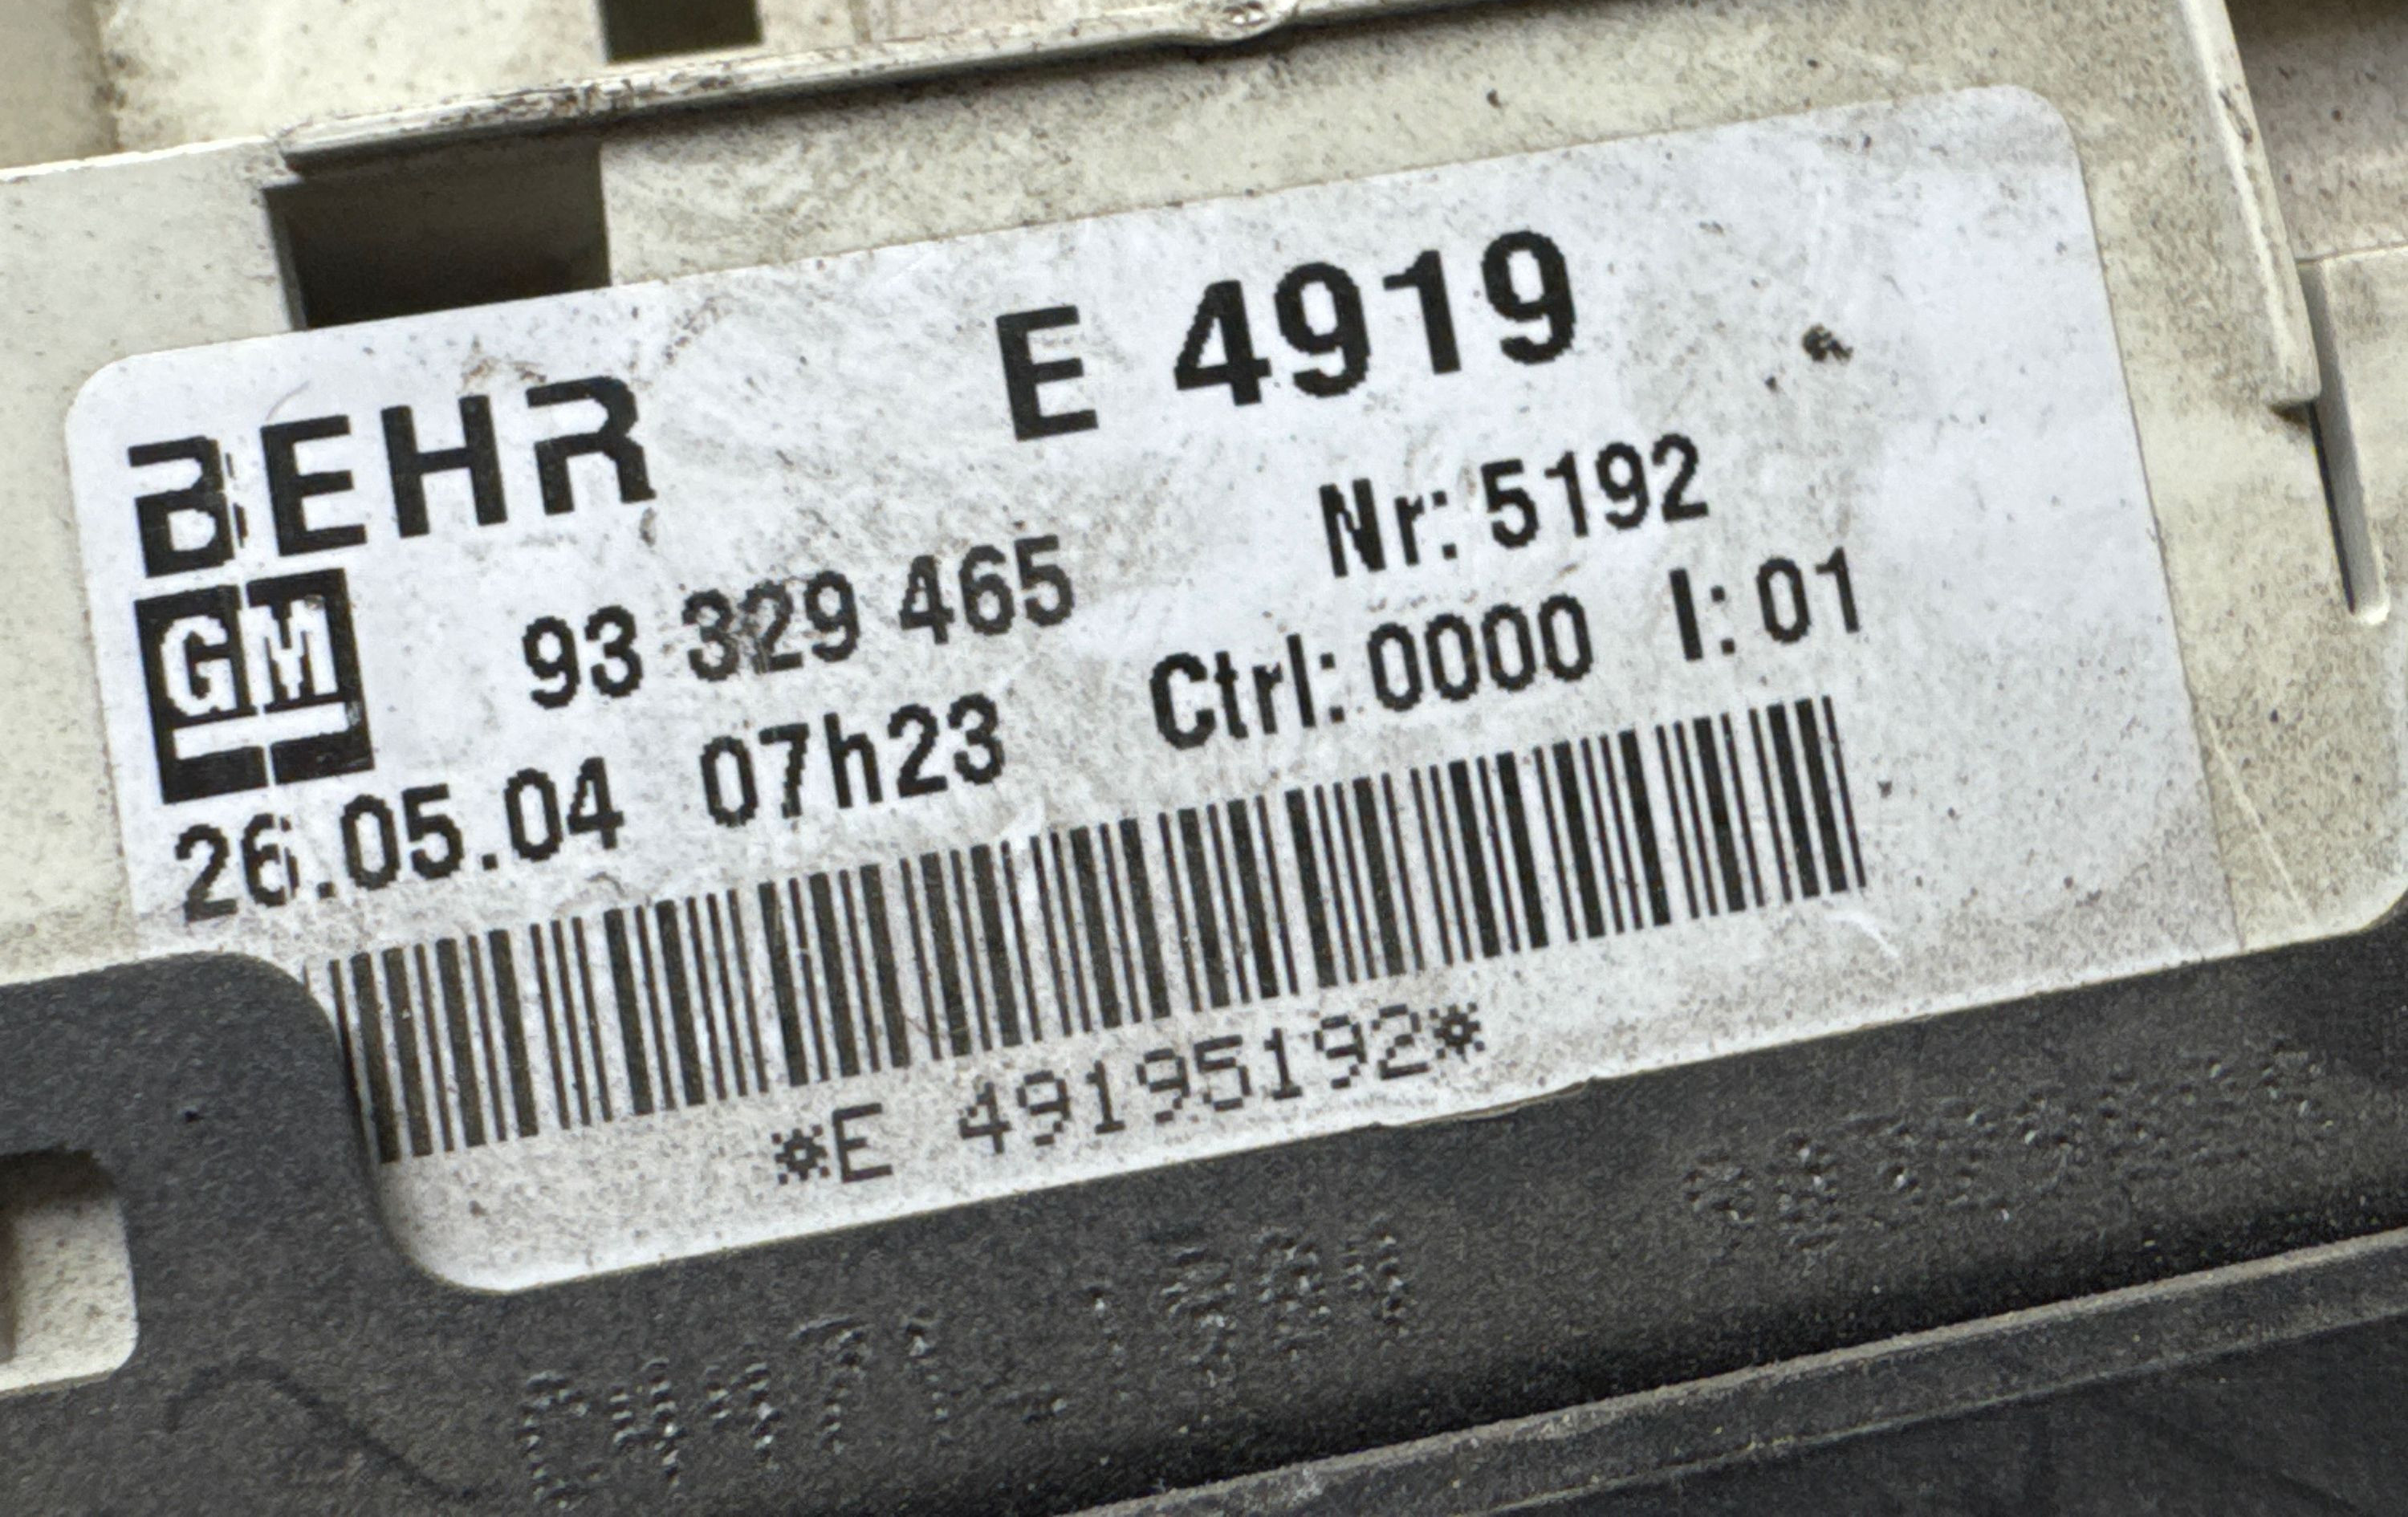 BEHR E 4919
Nr: 5192
GM 93 329 465
Ctrl: 0000 I: 01
26.05.04 07h23
*E 49195192*